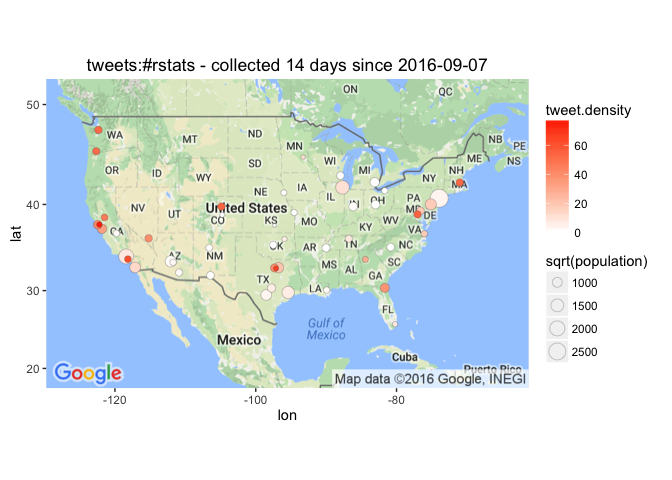 tweets:#rstats - collected 14 days since 2016-09-07
50
40
30
20
lat
-120
-100
-80
lon
ON
QC
NB
PE
NS
WA
MT
ND
MN
OR
ID
SD
WI
MI
NY
NH
MA
WY
NE
IA
IL
IN
OH
PA
MD
DE
NV
UT
United States
CO
KS
MO
KY
VA
CA
AZ
NM
OK
AR
TN
NC
MS
AL
SC
GA
TX
LA
FL
Gulf of
Mexico
Mexico
Cuba
Puerto Rico
Google
Map data ©2016 Google, INEGI
tweet.density
60
40
20
0
sqrt(population)
1000
1500
2000
2500